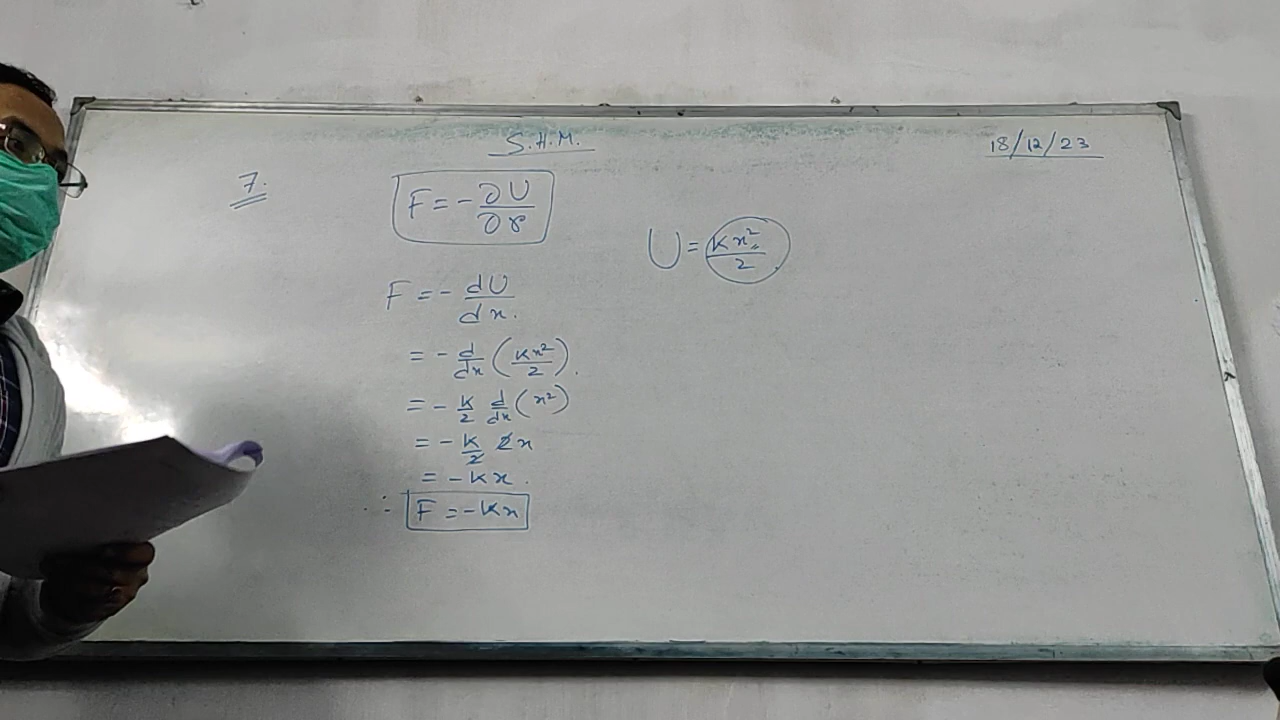 S.H.M.
18/12/23
7.
F = - ∂U/∂r
U = Kx²/2
F = - dU/dx.
= - d/dx (Kx²/2).
= - K/2 d/dx (x²)
= - K/2 2x
= - Kx.
∴ F = - Kx